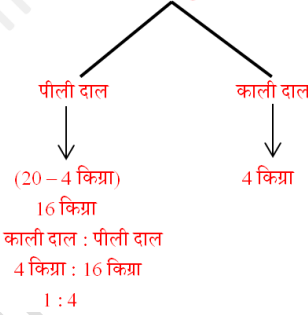 पीली दाल
काली दाल
(20 – 4 किग्रा)
4 किग्रा
16 किग्रा
काली दाल : पीली दाल
4 किग्रा : 16 किग्रा
1 : 4